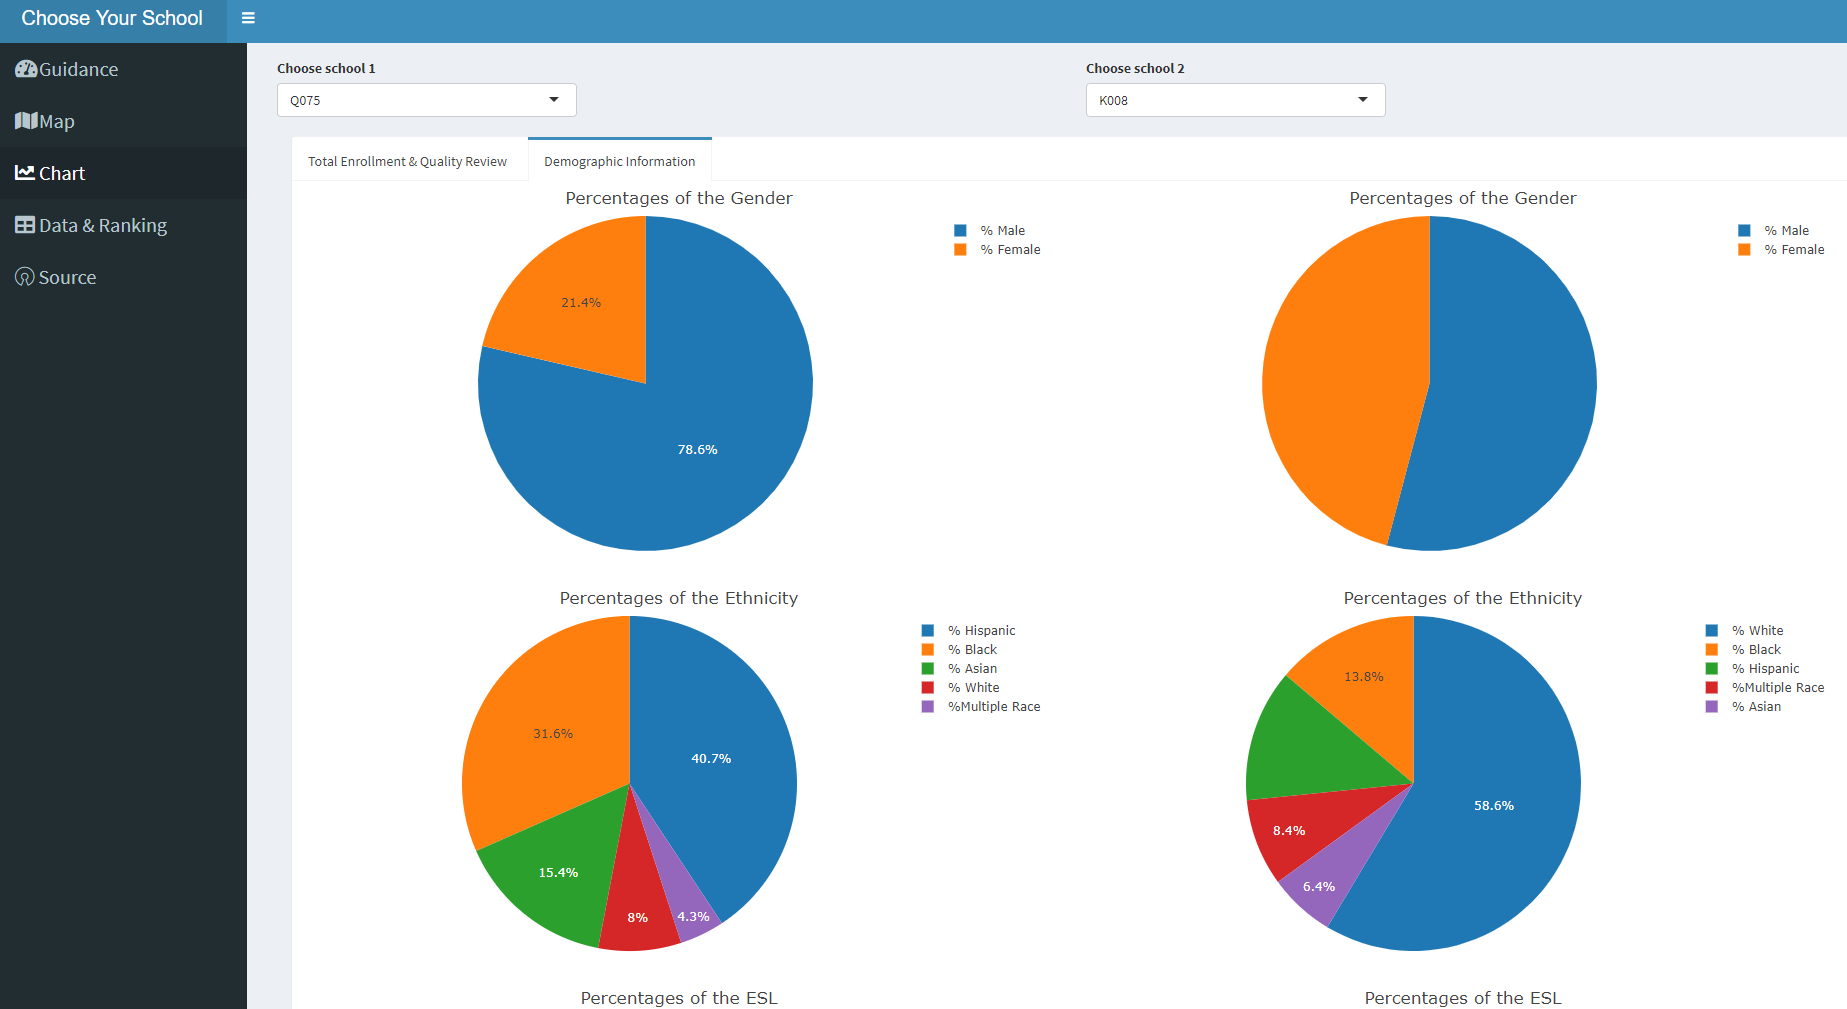 Choose Your School
Guidance
Map
Chart
Data & Ranking
Source
Choose school 1
Q075
Choose school 2
K008
Total Enrollment & Quality Review
Demographic Information
Percentages of the Gender
% Male
% Female
21.4%
78.6%
Percentages of the Gender
% Male
% Female
Percentages of the Ethnicity
% Hispanic
% Black
% Asian
% White
%Multiple Race
31.6%
40.7%
15.4%
8%
4.3%
Percentages of the Ethnicity
% White
% Black
% Hispanic
%Multiple Race
% Asian
13.8%
58.6%
8.4%
6.4%
Percentages of the ESL
Percentages of the ESL